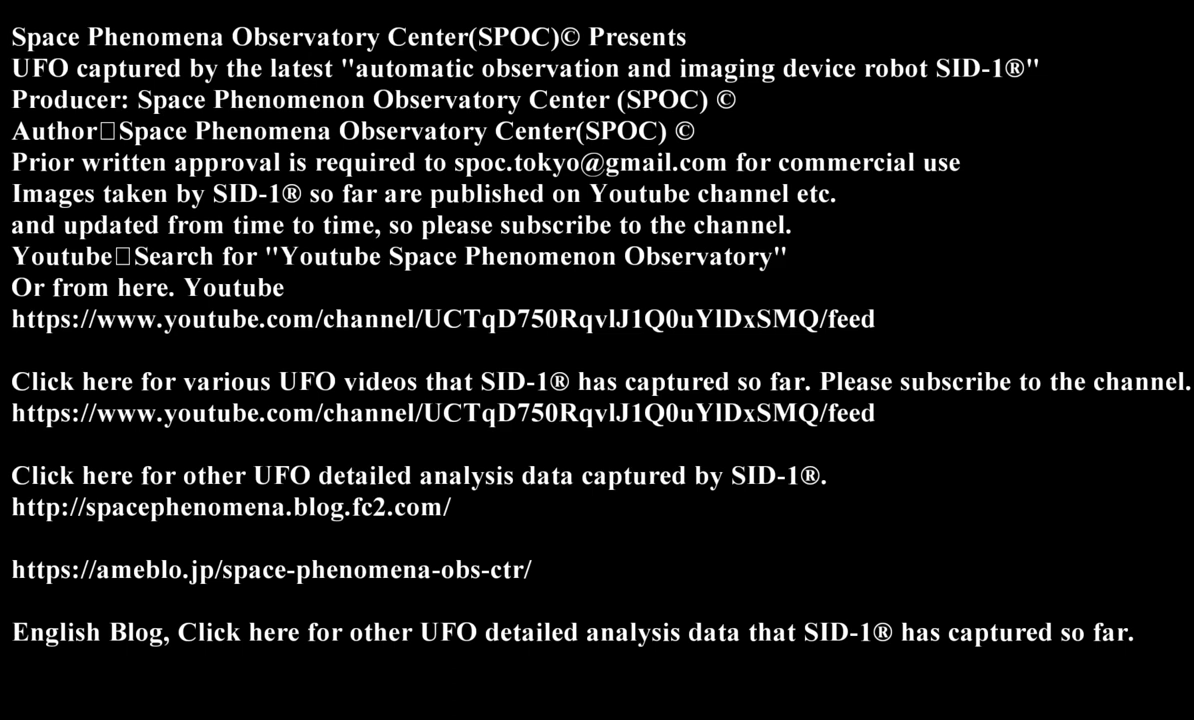 Space Phenomena Observatory Center(SPOC)© Presents
UFO captured by the latest "automatic observation and imaging device robot SID-1®"
Producer: Space Phenomenon Observatory Center (SPOC) ©
Author□Space Phenomena Observatory Center(SPOC) ©
Prior written approval is required to spoc.tokyo@gmail.com for commercial use
Images taken by SID-1® so far are published on Youtube channel etc.
and updated from time to time, so please subscribe to the channel.
Youtube□Search for "Youtube Space Phenomenon Observatory"
Or from here. Youtube
https://www.youtube.com/channel/UCTqD750RqvlJ1Q0uYlDxSMQ/feed
Click here for various UFO videos that SID-1® has captured so far. Please subscribe to the channel.
https://www.youtube.com/channel/UCTqD750RqvlJ1Q0uYlDxSMQ/feed
Click here for other UFO detailed analysis data captured by SID-1®.
http://spacephenomena.blog.fc2.com/
https://ameblo.jp/space-phenomena-obs-ctr/
English Blog, Click here for other UFO detailed analysis data that SID-1® has captured so far.